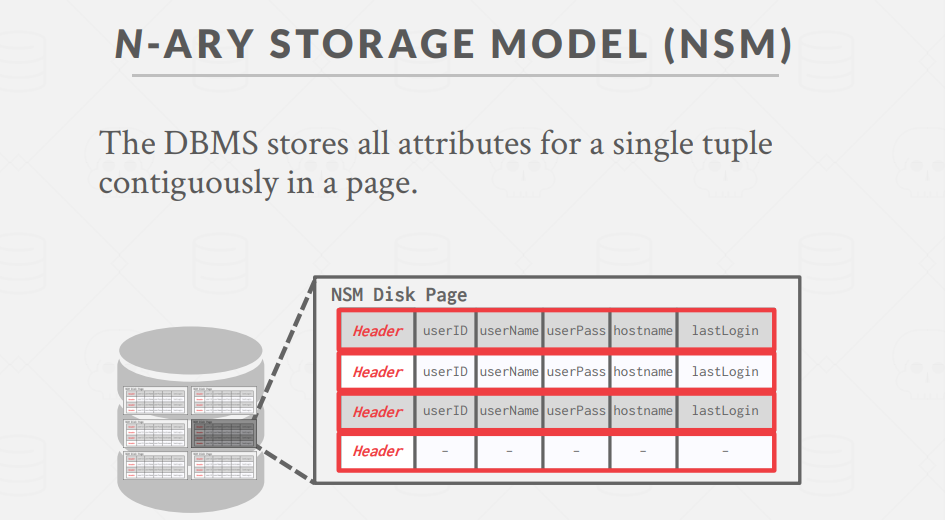 N-ARY STORAGE MODEL (NSM)
The DBMS stores all attributes for a single tuple
contiguously in a page.
NSM Disk Page
Header userID userName userPass hostname lastLogin
Header userID userName userPass hostname lastLogin
Header userID userName userPass hostname lastLogin
Header - - - - -